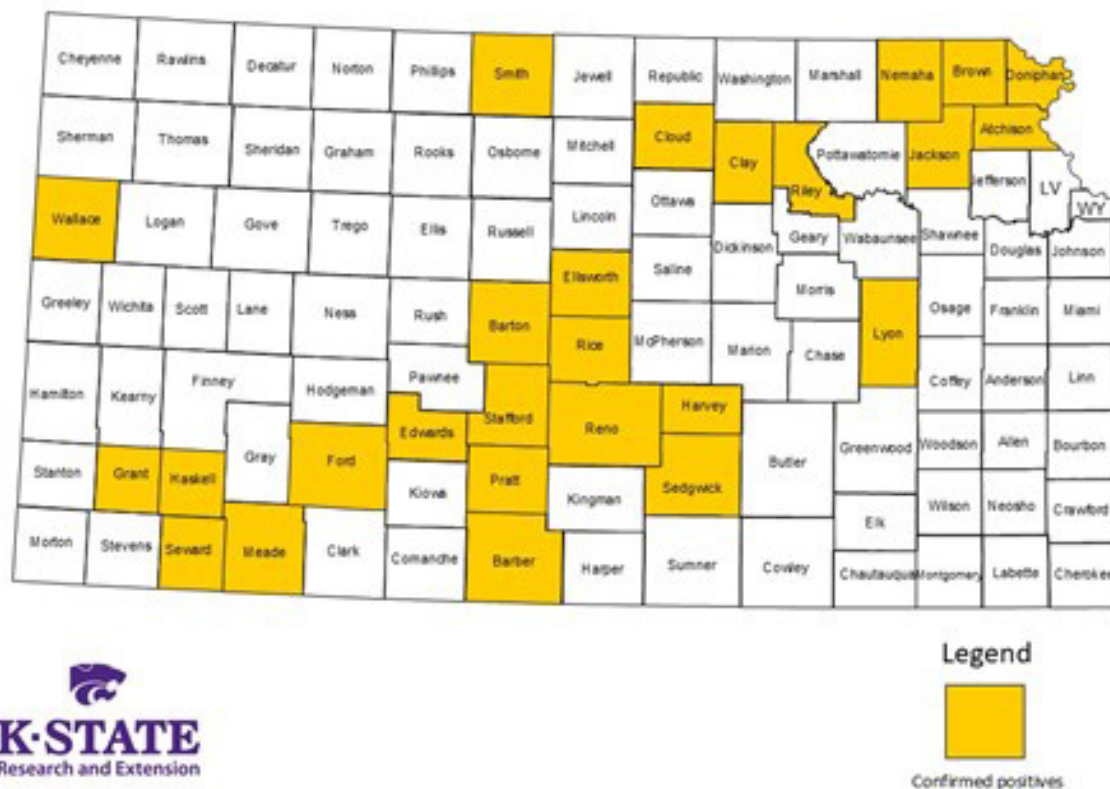 Cheyenne
Rawlins
Decatur
Norton
Phillips
Smith
Jewell
Republic
Washington
Marshall
Nemaha
Brown
Doniphan
Sherman
Thomas
Sheridan
Graham
Rooks
Osborne
Mitchell
Cloud
Clay
Riley
Pottawatomie
Jackson
Atchison
Jefferson
LV
WY
Wallace
Logan
Gove
Trego
Ellis
Russell
Lincoln
Ottawa
Saline
Dickinson
Geary
Wabaunsee
Shawnee
Douglas
Johnson
Greeley
Wichita
Scott
Lane
Ness
Rush
Barton
Ellsworth
Rice
McPherson
Marion
Morris
Chase
Lyon
Osage
Franklin
Miami
Hamilton
Kearny
Finney
Hodgeman
Pawnee
Edwards
Stafford
Reno
Harvey
Sedgwick
Butler
Greenwood
Coffey
Anderson
Linn
Woodson
Allen
Bourbon
Stanton
Grant
Haskell
Gray
Ford
Kiowa
Pratt
Kingman
Elk
Wilson
Neosho
Crawford
Morton
Stevens
Seward
Meade
Clark
Comanche
Barber
Harper
Sumner
Cowley
Chautauqua
Montgomery
Labette
Cherokee
K·STATE
Research and Extension
Legend
Confirmed positives